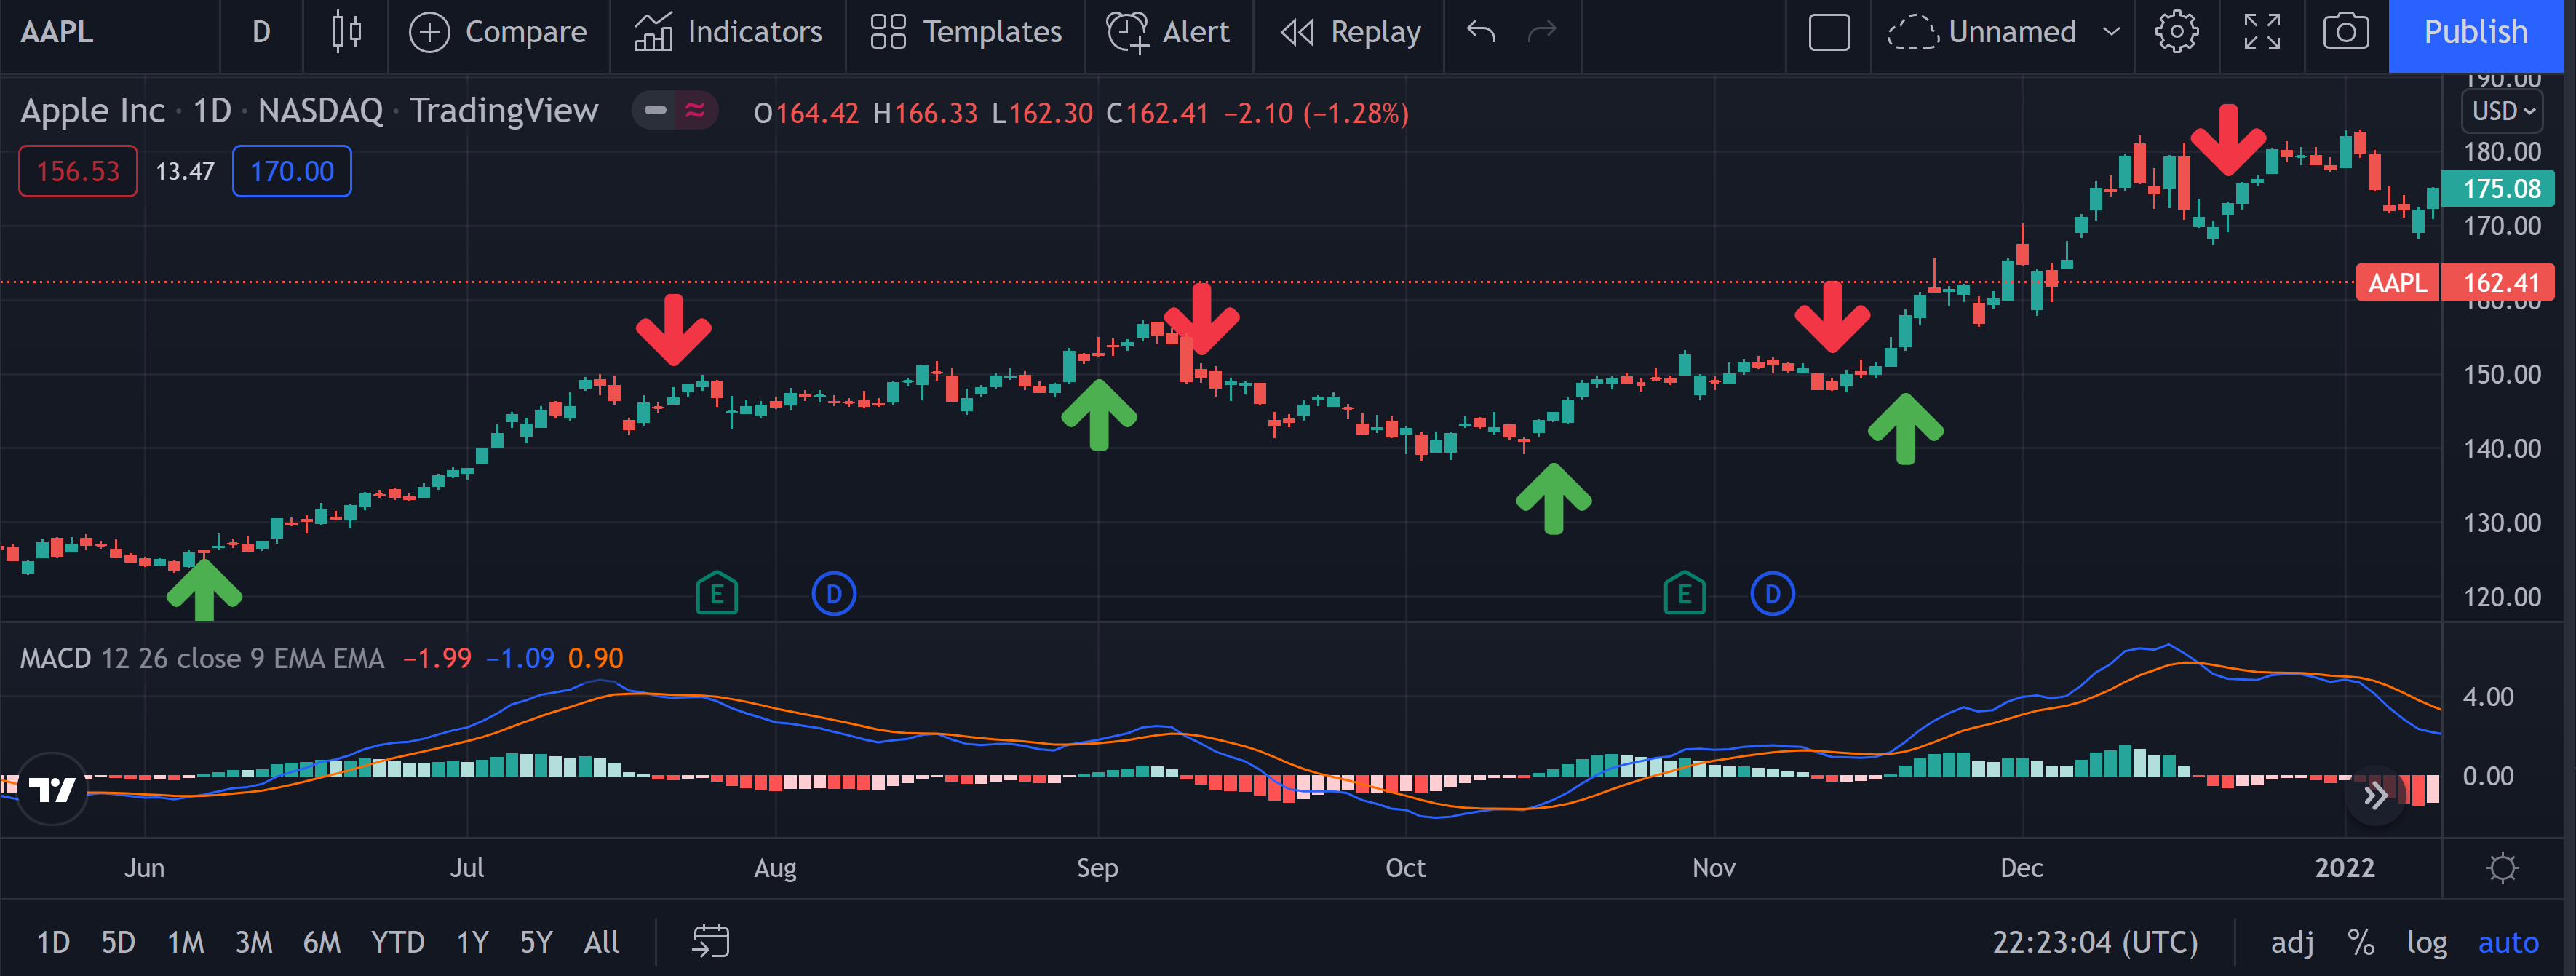 AAPL D Compare Indicators Templates Alert Replay Unnamed Publish
Apple Inc · 1D · NASDAQ · TradingView O164.42 H166.33 L162.30 C162.41 −2.10 (−1.28%)
156.53 13.47 170.00
190.00
USD
180.00
175.08
170.00
AAPL 162.41
160.00
150.00
140.00
130.00
120.00
E D E D
MACD 12 26 close 9 EMA EMA −1.99 −1.09 0.90
4.00
0.00
Jun Jul Aug Sep Oct Nov Dec 2022
1D 5D 1M 3M 6M YTD 1Y 5Y All 22:23:04 (UTC) adj % log auto